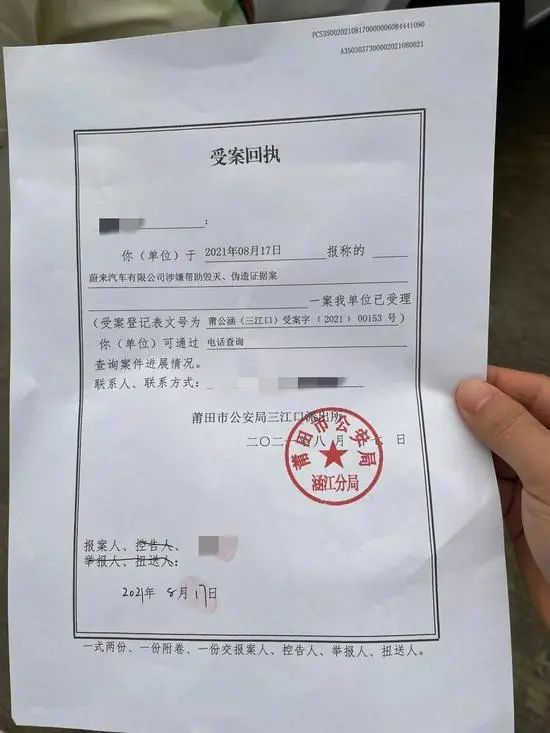 PCS3500202108170000006084441090
A3503037300002021080021
受案回执
:
你（单位）于 2021年08月17日 报称的
蔚来汽车有限公司涉嫌帮助毁灭、伪造证据案
一案我单位已受理
（受案登记表文号为 莆公涵（三江口）受案字（2021）00153 号）
你（单位）可通过 电话查询
查询案件进展情况。
联系人、联系方式：
莆田市公安局三江口派出所
二〇二 八月 日
莆田市公安局
涵江分局
报案人、控告人、
举报人、扭送人：
2021年 8月17日
一式两份、一份附卷、一份交报案人、控告人、举报人、扭送人。